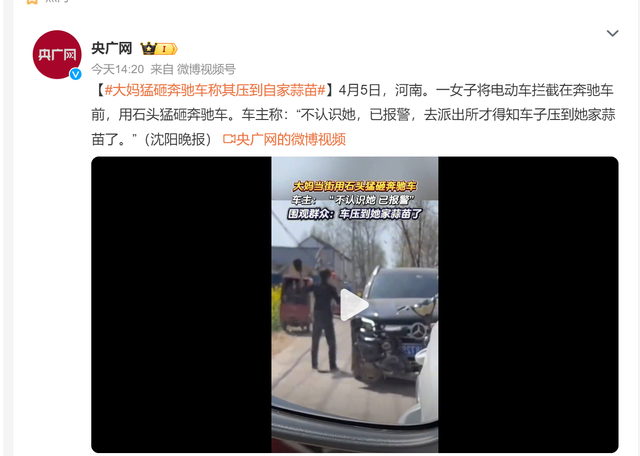 央广网
央广网 1
今天14:20 来自 微博视频号
【#大妈猛砸奔驰车称其压到自家蒜苗#】4月5日，河南。一女子将电动车拦截在奔驰车
前，用石头猛砸奔驰车。车主称：“不认识她，已报警，去派出所才得知车子压到她家蒜
苗了。”（沈阳晚报） 央广网的微博视频
大妈当街用石头猛砸奔驰车
车主：“不认识她 已报警”
围观群众：车压到她家蒜苗了